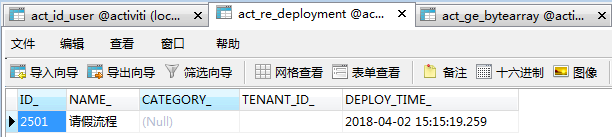 act_id_user @activiti (loc... act_re_deployment @ac... act_ge_bytearray @acti...
文件 编辑 查看 窗口 帮助
导入向导 导出向导 筛选向导 网格查看 表单查看 备注 十六进制 图像
ID_ NAME_ CATEGORY_ TENANT_ID_ DEPLOY_TIME_
2501 请假流程 (Null) 2018-04-02 15:15:19.259